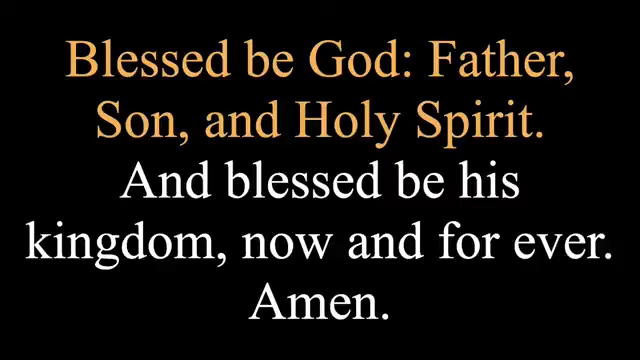 Blessed be God: Father,
Son, and Holy Spirit.
And blessed be his
kingdom, now and for ever.
Amen.